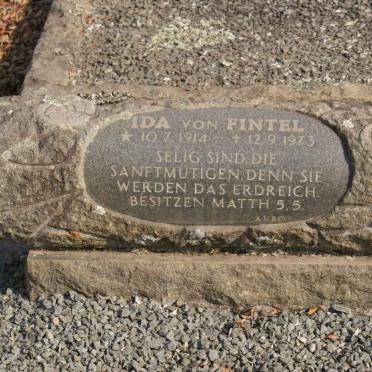 IDA VON FINTEL
* 10.7.1914 - + 12.9.1973
SELIG SIND DIE
SANFTMUTIGEN, DENN SIE
WERDEN DAS ERDREICH
BESITZEN MATTH 5,5.